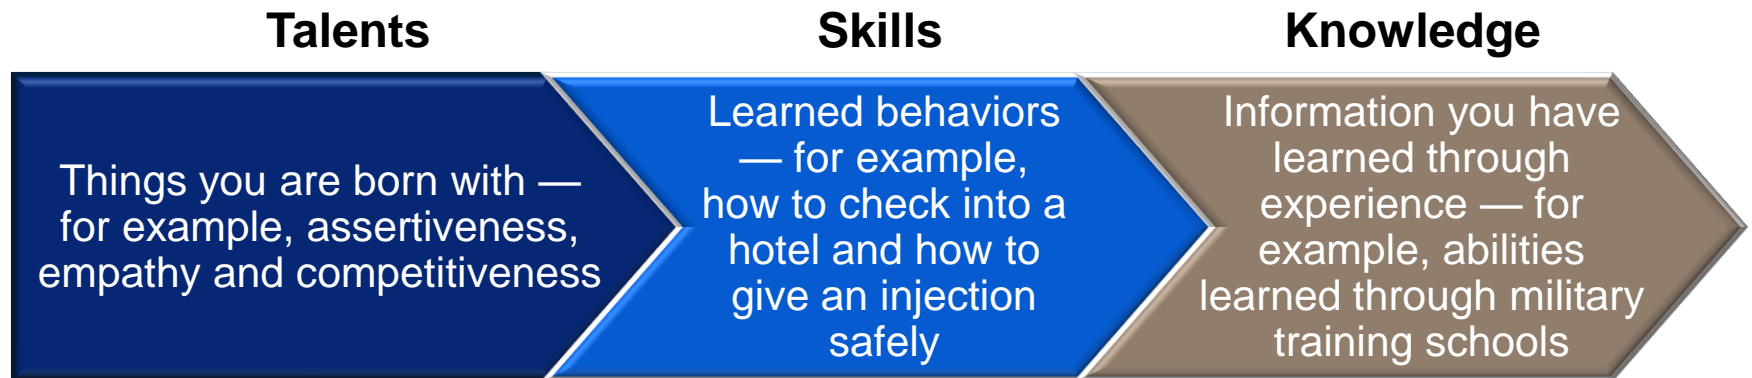 Talents
Things you are born with —
for example, assertiveness,
empathy and competitiveness
Skills
Learned behaviors
— for example,
how to check into a
hotel and how to
give an injection
safely
Knowledge
Information you have
learned through
experience — for
example, abilities
learned through military
training schools